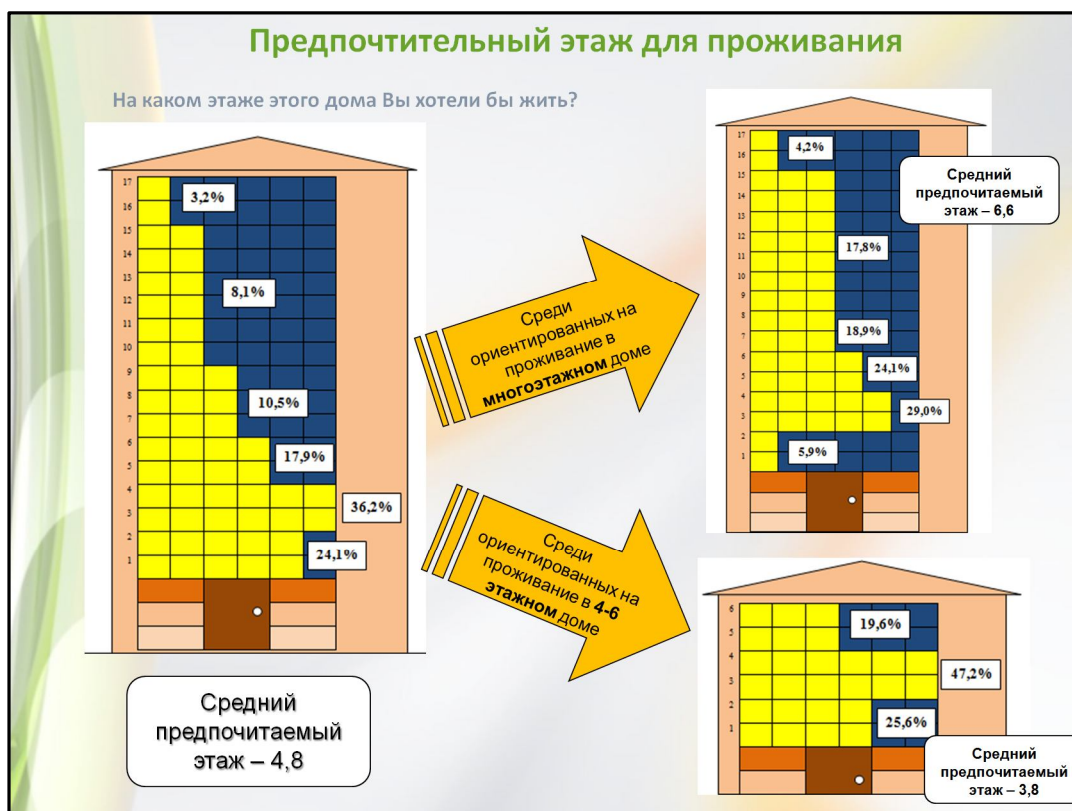 Предпочтительный этаж для проживания
На каком этаже этого дома Вы хотели бы жить?
17
16
15
14
13
12
11
10
9
8
7
6
5
4
3
2
1
3,2%
8,1%
10,5%
17,9%
36,2%
24,1%
Средний
предпочитаемый
этаж – 4,8
Среди
ориентированных на
проживание в
многоэтажном доме
17
16
15
14
13
12
11
10
9
8
7
6
5
4
3
2
1
4,2%
17,8%
18,9%
24,1%
29,0%
5,9%
Средний
предпочитаемый
этаж – 6,6
Среди
ориентированных на
проживание в 4-6
этажном доме
6
5
4
3
2
1
19,6%
47,2%
25,6%
Средний
предпочитаемый
этаж – 3,8